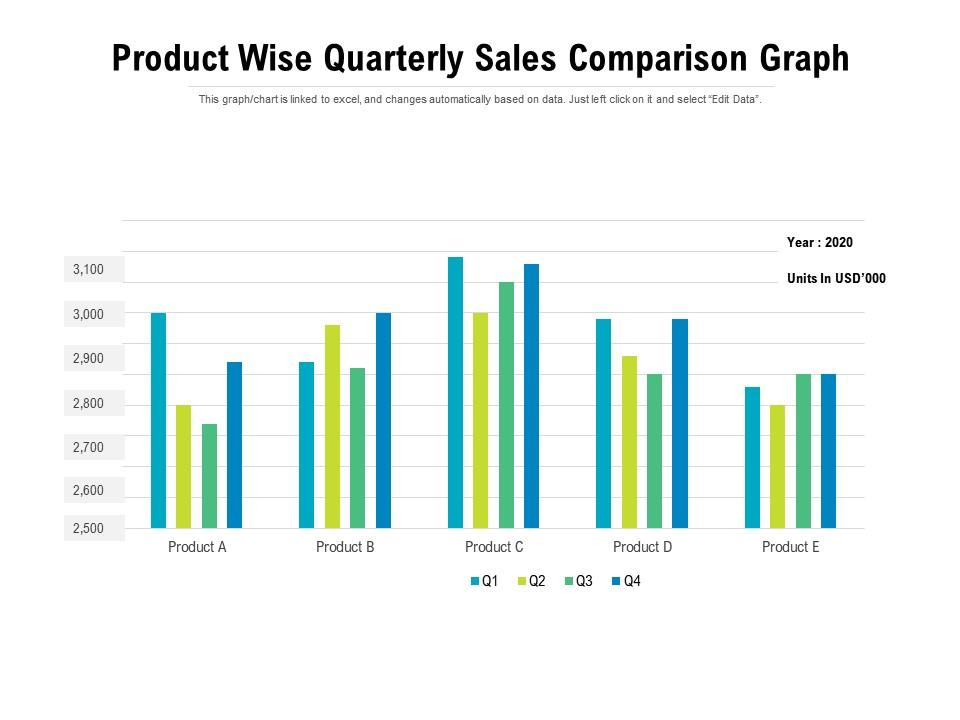 Product Wise Quarterly Sales Comparison Graph
This graph/chart is linked to excel, and changes automatically based on data. Just left click on it and select “Edit Data”.
Year : 2020
Units In USD’000
3,100
3,000
2,900
2,800
2,700
2,600
2,500
Product A Product B Product C Product D Product E
Q1 Q2 Q3 Q4